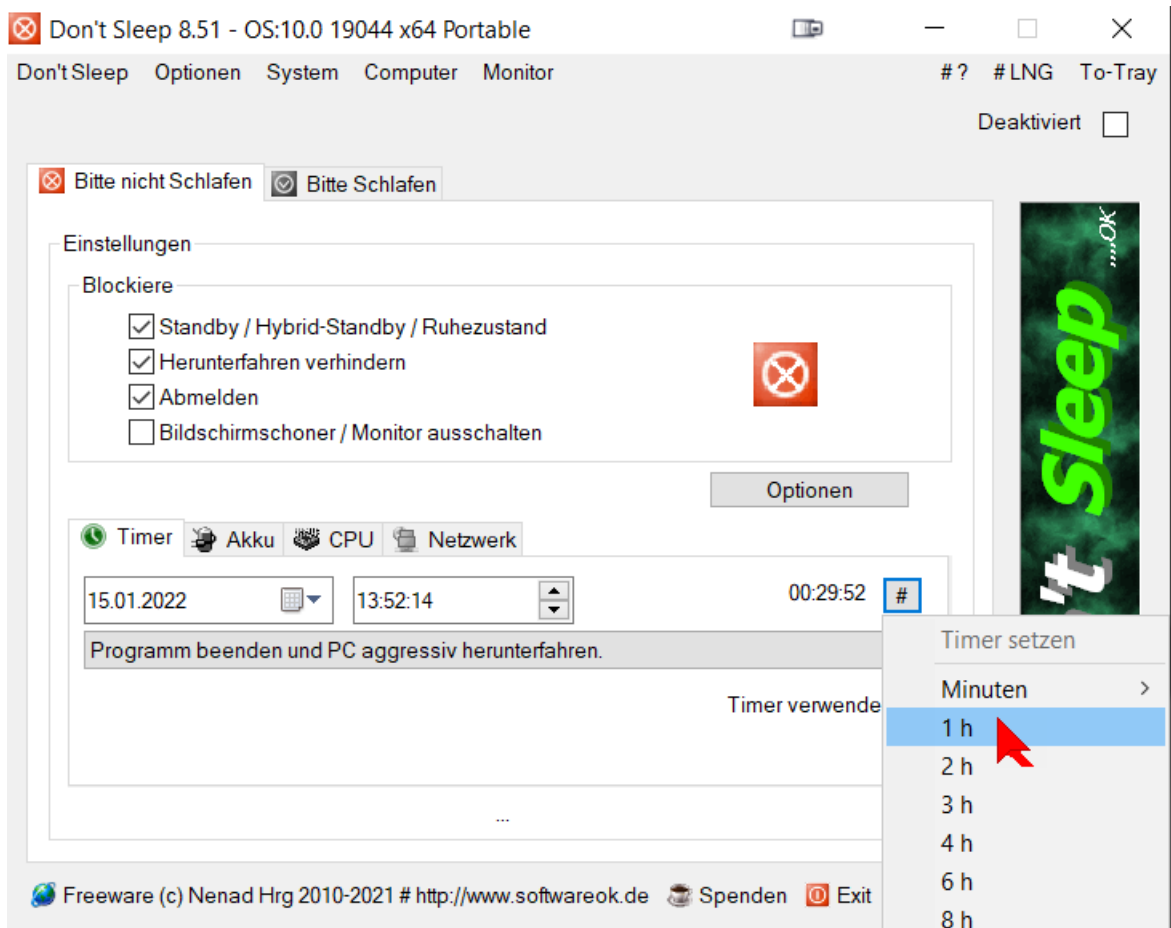 Don't Sleep 8.51 - OS:10.0 19044 x64 Portable
Don't Sleep Optionen System Computer Monitor # ? # LNG To-Tray
Deaktiviert
Bitte nicht Schlafen Bitte Schlafen
Einstellungen
Blockiere
Standby / Hybrid-Standby / Ruhezustand
Herunterfahren verhindern
Abmelden
Bildschirmschoner / Monitor ausschalten
Optionen
Timer Akku CPU Netzwerk
15.01.2022 13:52:14 00:29:52 #
Programm beenden und PC aggressiv herunterfahren.
Timer verwende
...
Freeware (c) Nenad Hrg 2010-2021 # http://www.softwareok.de Spenden Exit
't Sleep ....OK
Timer setzen
Minuten
1 h
2 h
3 h
4 h
6 h
8 h